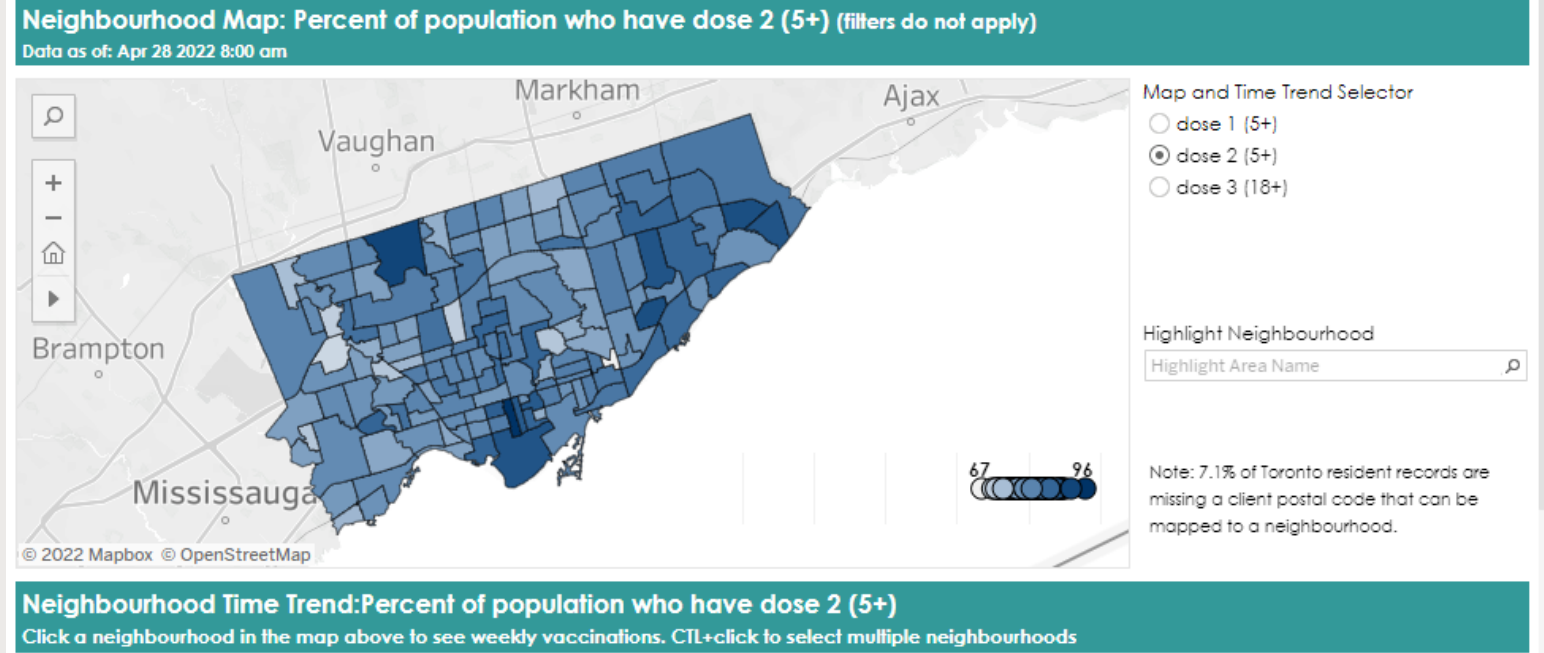 Neighbourhood Map: Percent of population who have dose 2 (5+) (filters do not apply)
Data as of: Apr 28 2022 8:00 am
Markham
Ajax
Vaughan
Brampton
Mississauga
© 2022 Mapbox © OpenStreetMap
67 96
Map and Time Trend Selector
dose 1 (5+)
dose 2 (5+)
dose 3 (18+)
Highlight Neighbourhood
Highlight Area Name
Note: 7.1% of Toronto resident records are
missing a client postal code that can be
mapped to a neighbourhood.
Neighbourhood Time Trend:Percent of population who have dose 2 (5+)
Click a neighbourhood in the map above to see weekly vaccinations. CTL+click to select multiple neighbourhoods